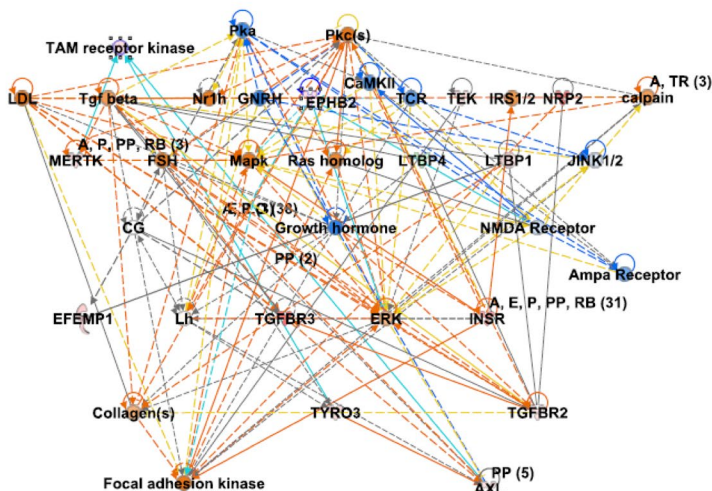 Pka
Pkc(s)
TAM receptor kinase
CaMKII
A, TR (3)
LDL
Tgf beta
Nr1h
GNRH
EPHB2
TCR
TEK
IRS1/2
NRP2
calpain
A, P, PP, RB (3)
MERTK
FSH
Mapk
Ras homolog
LTBP4
LTBP1
JINK1/2
CG
Growth hormone
NMDA Receptor
PP (2)
Ampa Receptor
A, E, P, PP, RB (31)
EFEMP1
Lh
TGFBR3
ERK
INSR
Collagen(s)
TYRO3
TGFBR2
PP (5)
Focal adhesion kinase
AXL